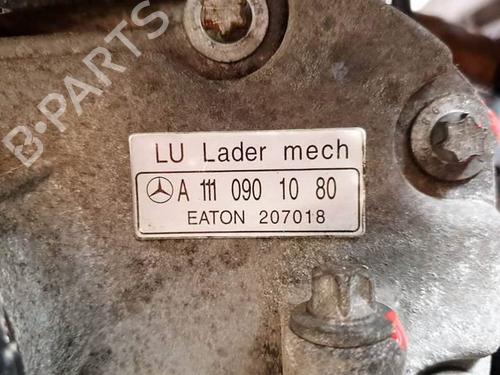 B-PARTS
LU Lader mech
A 111 090 10 80
EATON 207018